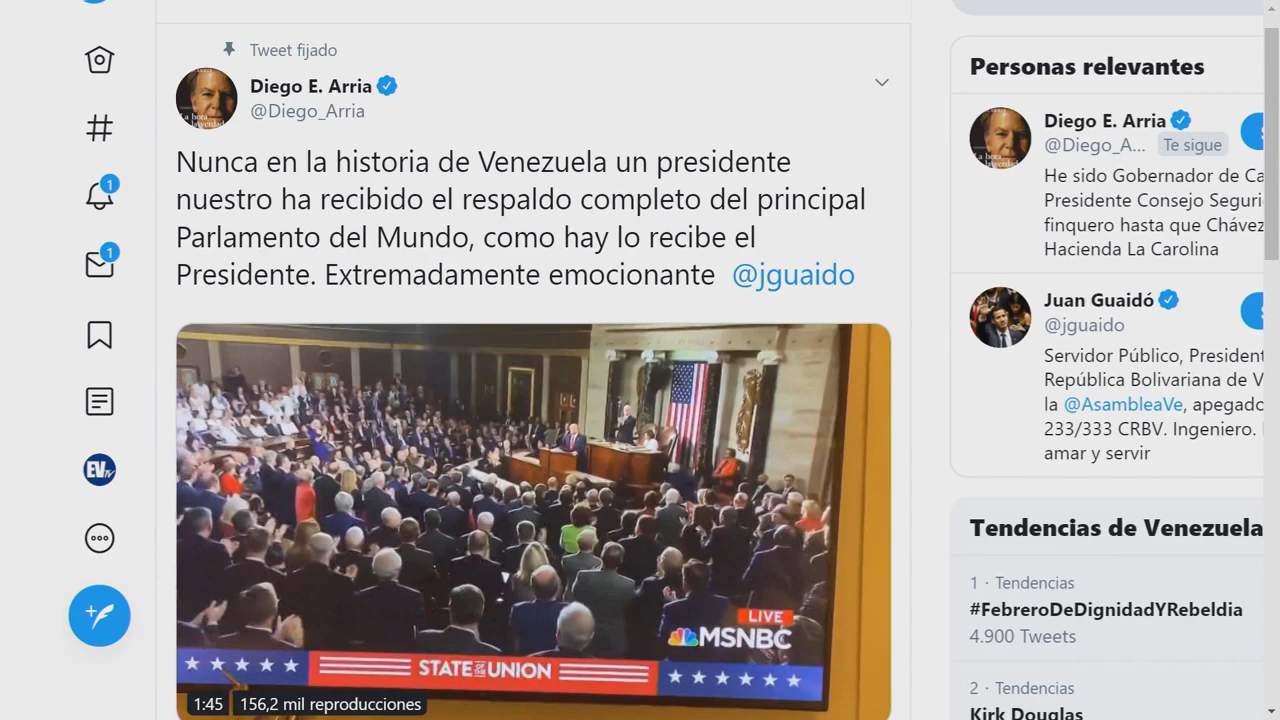 Tweet fijado
Diego E. Arria
@Diego_Arria
Nunca en la historia de Venezuela un presidente
nuestro ha recibido el respaldo completo del principal
Parlamento del Mundo, como hay lo recibe el
Presidente. Extremadamente emocionante @jguaido
LIVE
MSNBC
STATE OF THE UNION
1:45
156,2 mil reproducciones
1
1
EVTV
Personas relevantes
Diego E. Arria
@Diego_A... Te sigue
He sido Gobernador de Ca
Presidente Consejo Seguri
finquero hasta que Chávez
Hacienda La Carolina
Juan Guaidó
@jguaido
Servidor Público, President
República Bolivariana de V
la @AsambleaVe, apegado
233/333 CRBV. Ingeniero.
amar y servir
Tendencias de Venezuela
1 · Tendencias
#FebreroDeDignidadYRebeldia
4.900 Tweets
2 · Tendencias
Kirk Douglas